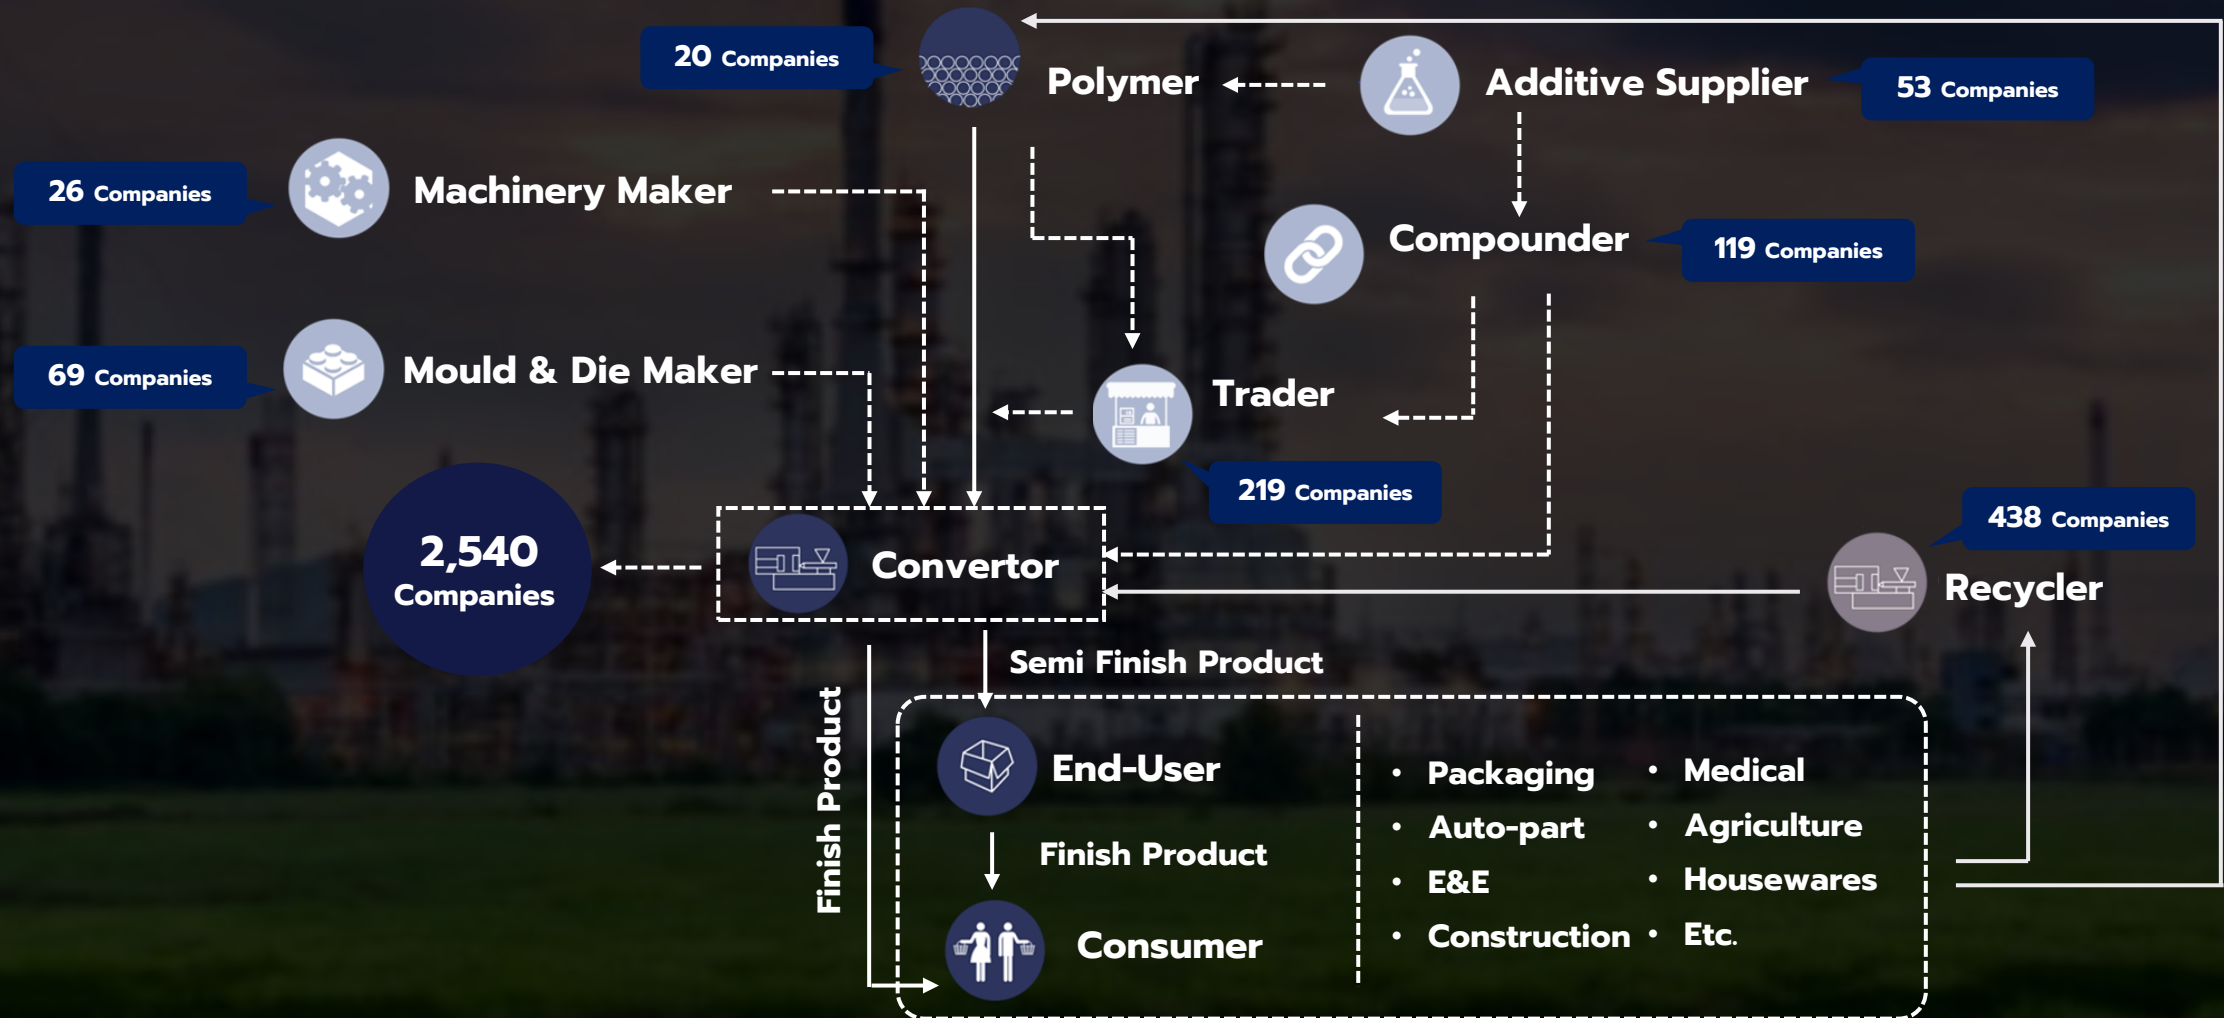 20 Companies
Polymer
Additive Supplier
53 Companies
26 Companies
Machinery Maker
Compounder
119 Companies
69 Companies
Mould & Die Maker
Trader
219 Companies
2,540
Companies
Convertor
438 Companies
Recycler
Semi Finish Product
Finish Product
End-User
Finish Product
Consumer
• Packaging
• Auto-part
• E&E
• Construction
• Medical
• Agriculture
• Housewares
• Etc.